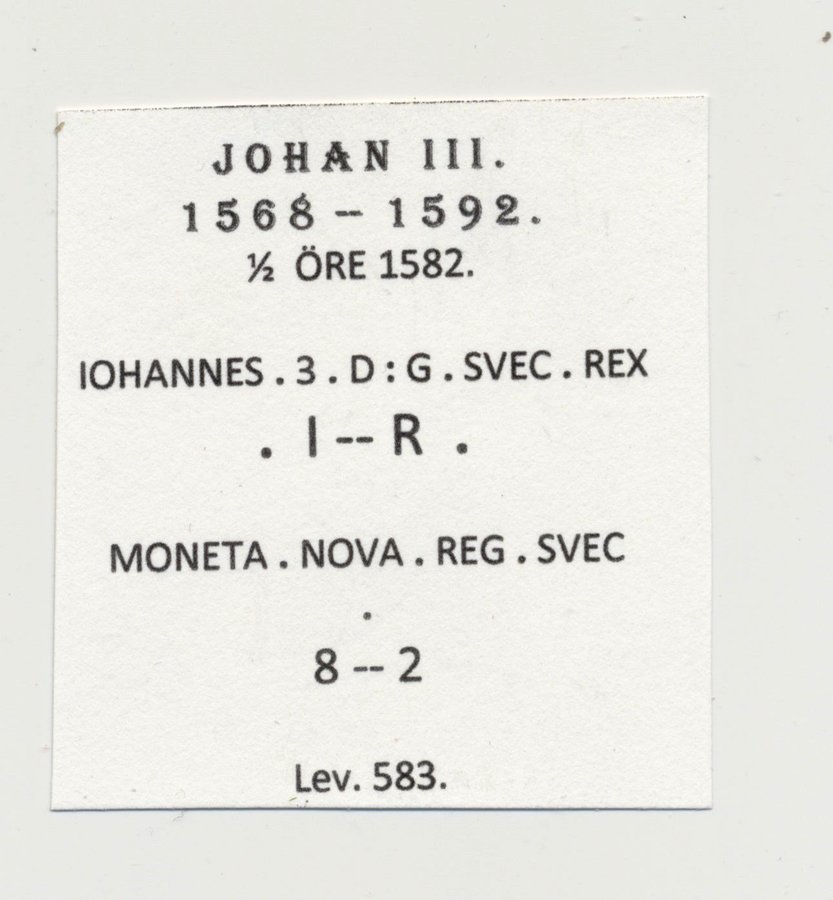 JOHAN III.
1568 – 1592.
½ ÖRE 1582.
IOHANNES . 3 . D : G . SVEC . REX
. I -- R .
MONETA . NOVA . REG . SVEC
.
8 -- 2
Lev. 583.